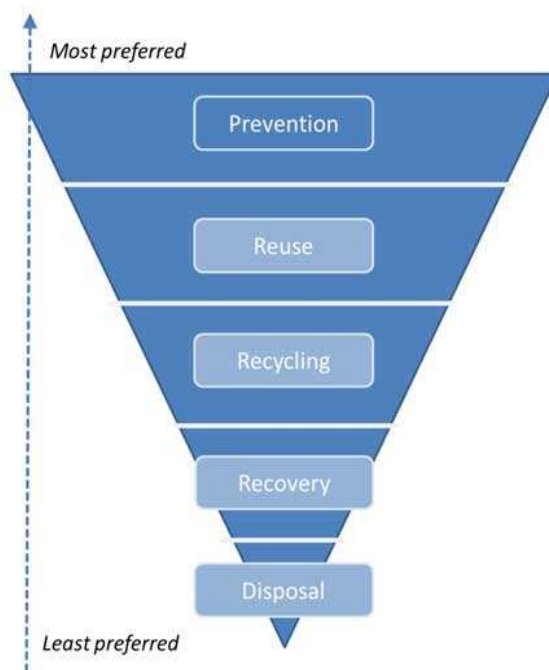 Most preferred
Prevention
Reuse
Recycling
Recovery
Disposal
Least preferred